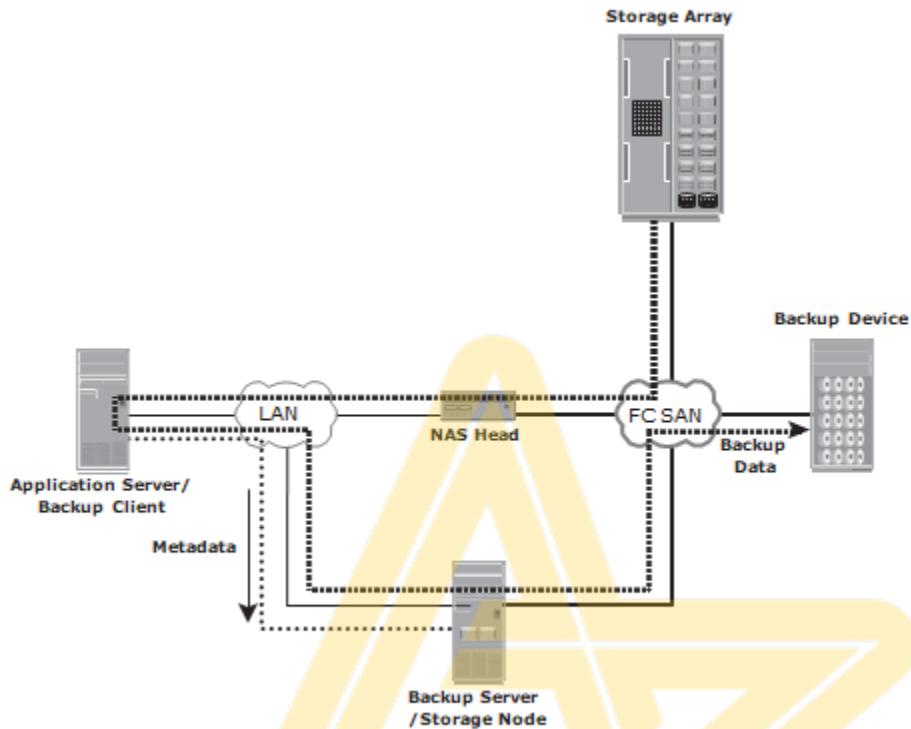 Storage Array
Backup Device
LAN
NAS Head
FC SAN
Backup
Data
Application Server/
Backup Client
Metadata
Backup Server
/Storage Node